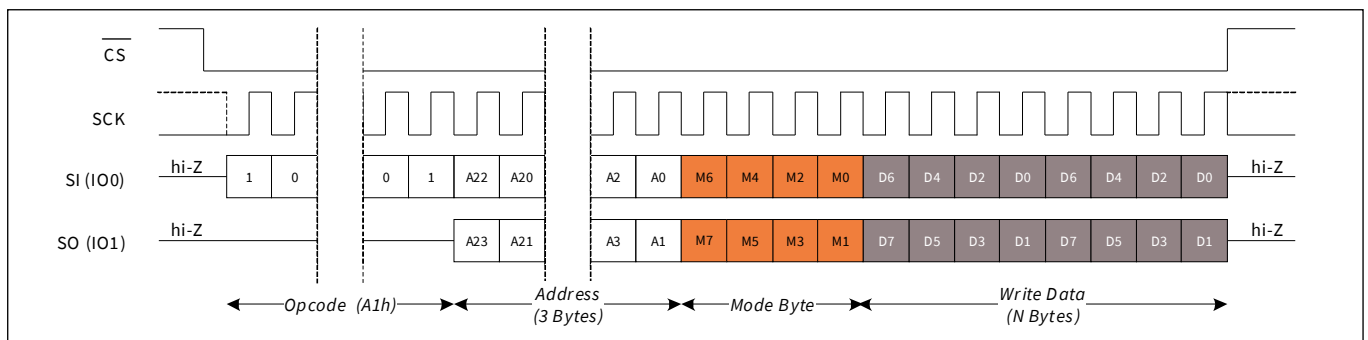 CS
SCK
SI (IO0) hi-Z 1 0 0 1 A22 A20 A2 A0 M6 M4 M2 M0 D6 D4 D2 D0 D6 D4 D2 D0 hi-Z
SO (IO1) hi-Z A23 A21 A3 A1 M7 M5 M3 M1 D7 D5 D3 D1 D7 D5 D3 D1 hi-Z
Opcode (A1h) Address Mode Byte Write Data
(3 Bytes) (N Bytes)